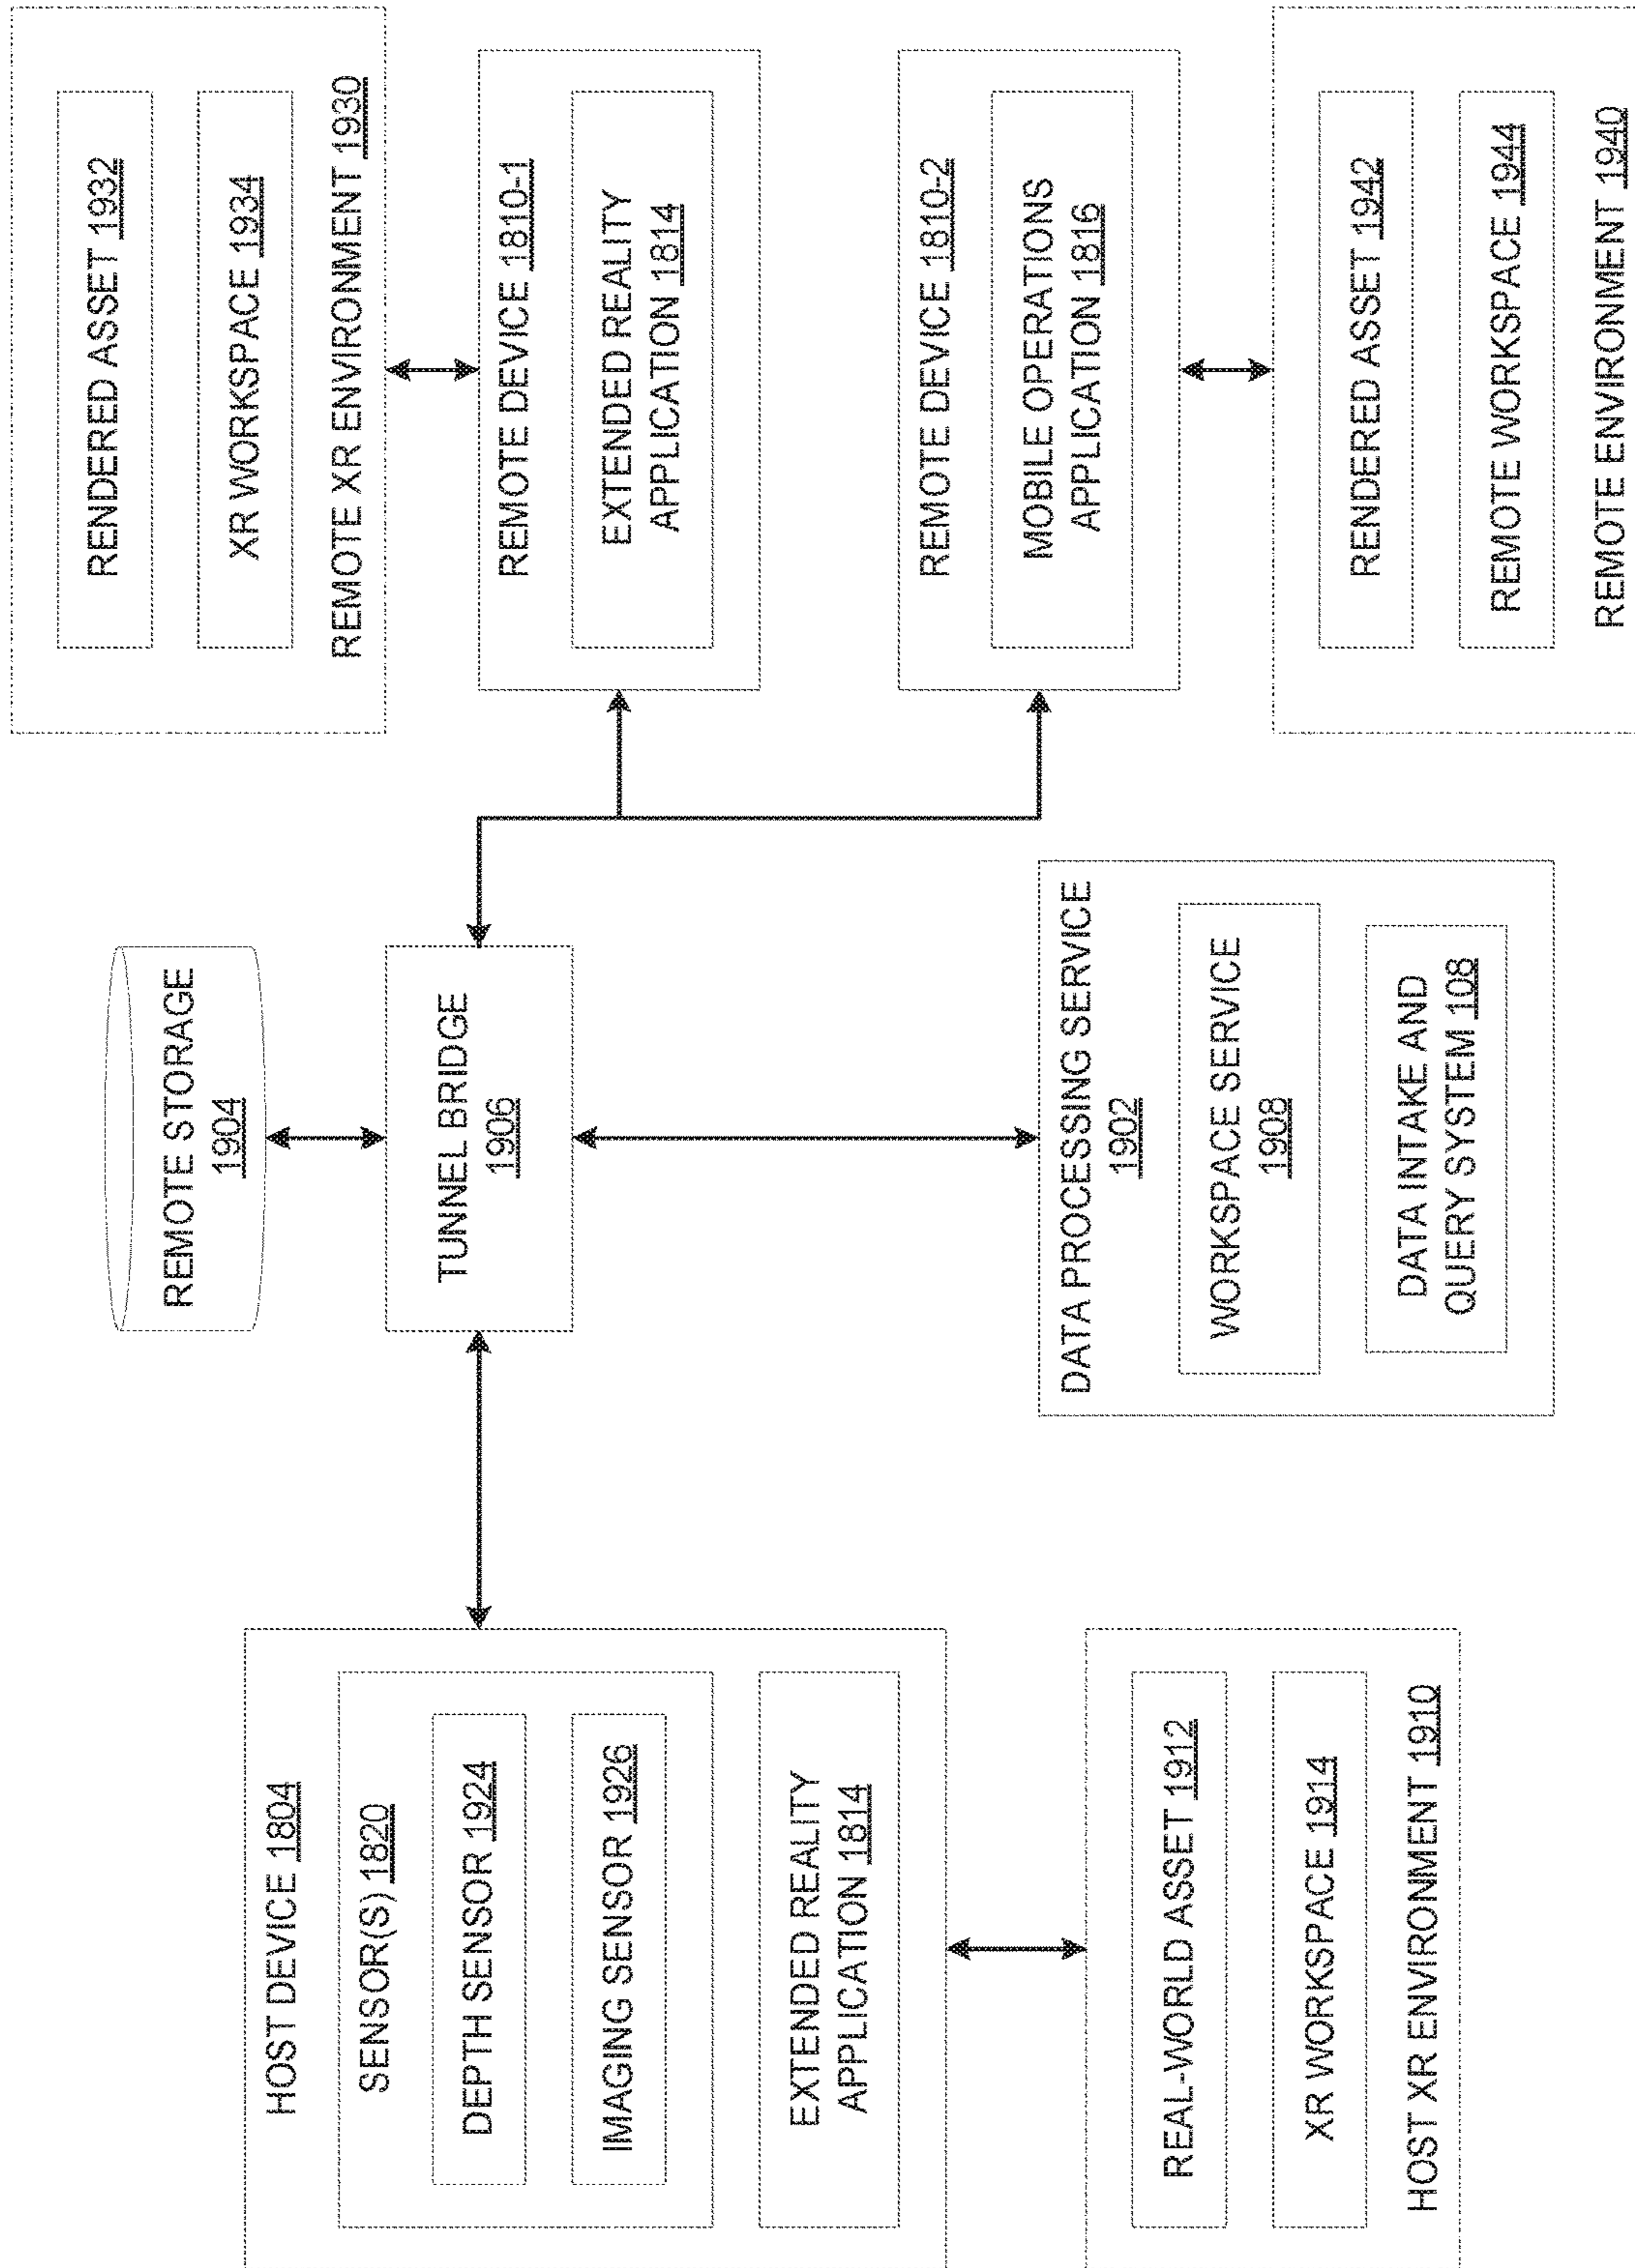 HOST DEVICE 1804
SENSOR(S) 1820
DEPTH SENSOR 1924
IMAGING SENSOR 1926
EXTENDED REALITY
APPLICATION 1814
REAL-WORLD ASSET 1912
XR WORKSPACE 1914
HOST XR ENVIRONMENT 1910
REMOTE STORAGE
1904
TUNNEL BRIDGE
1906
DATA PROCESSING SERVICE
1902
WORKSPACE SERVICE
1908
DATA INTAKE AND
QUERY SYSTEM 108
RENDERED ASSET 1932
XR WORKSPACE 1934
REMOTE XR ENVIRONMENT 1930
REMOTE DEVICE 1810-1
EXTENDED REALITY
APPLICATION 1814
REMOTE DEVICE 1810-2
MOBILE OPERATIONS
APPLICATION 1816
RENDERED ASSET 1942
REMOTE WORKSPACE 1944
REMOTE ENVIRONMENT 1940